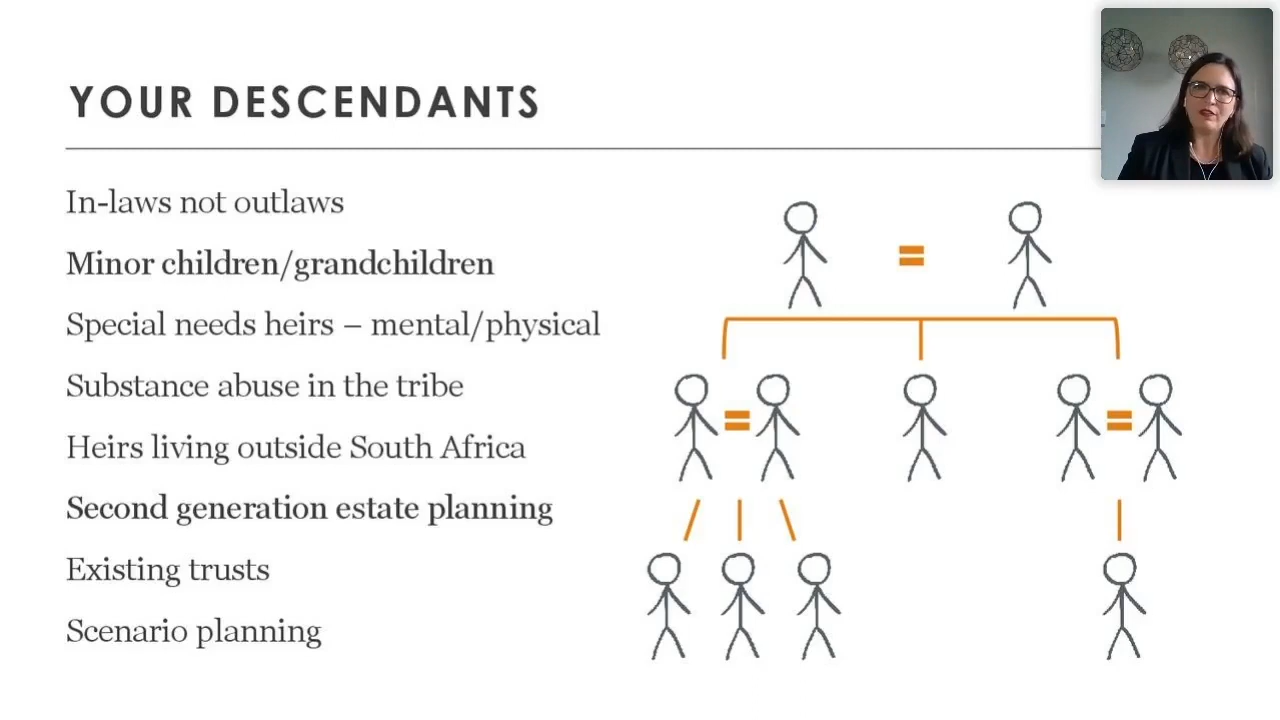 YOUR DESCENDANTS
In-laws not outlaws
Minor children/grandchildren
Special needs heirs – mental/physical
Substance abuse in the tribe
Heirs living outside South Africa
Second generation estate planning
Existing trusts
Scenario planning